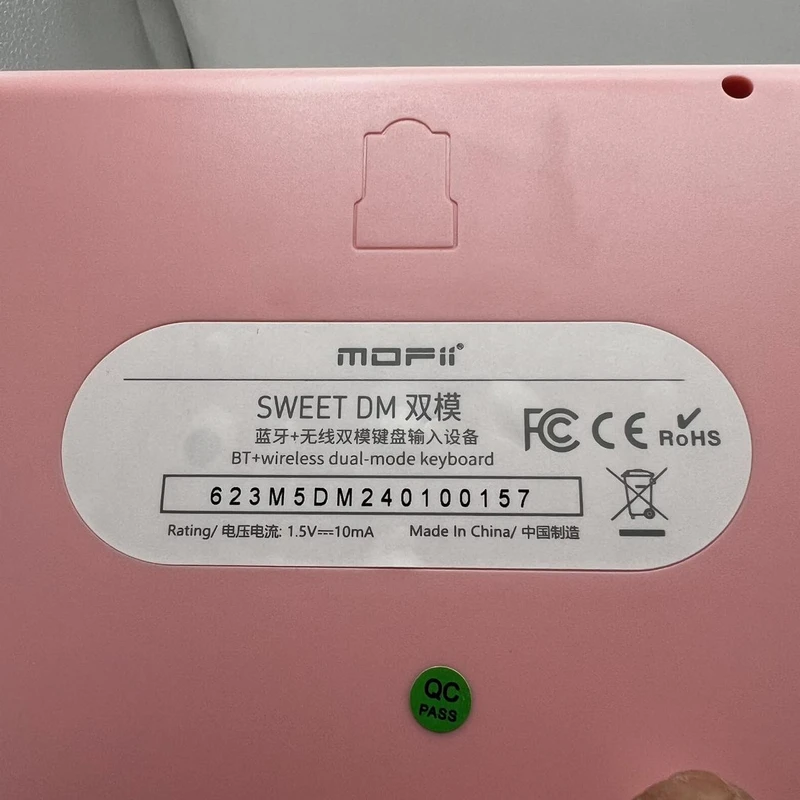 MOFii®
SWEET DM 双模
蓝牙+无线双模键盘输入设备
BT+wireless dual-mode keyboard
FC CE RoHS
623M5DM240100157
Rating/ 电压电流: 1.5V⎓10mA Made In China/ 中国制造
QC
PASS